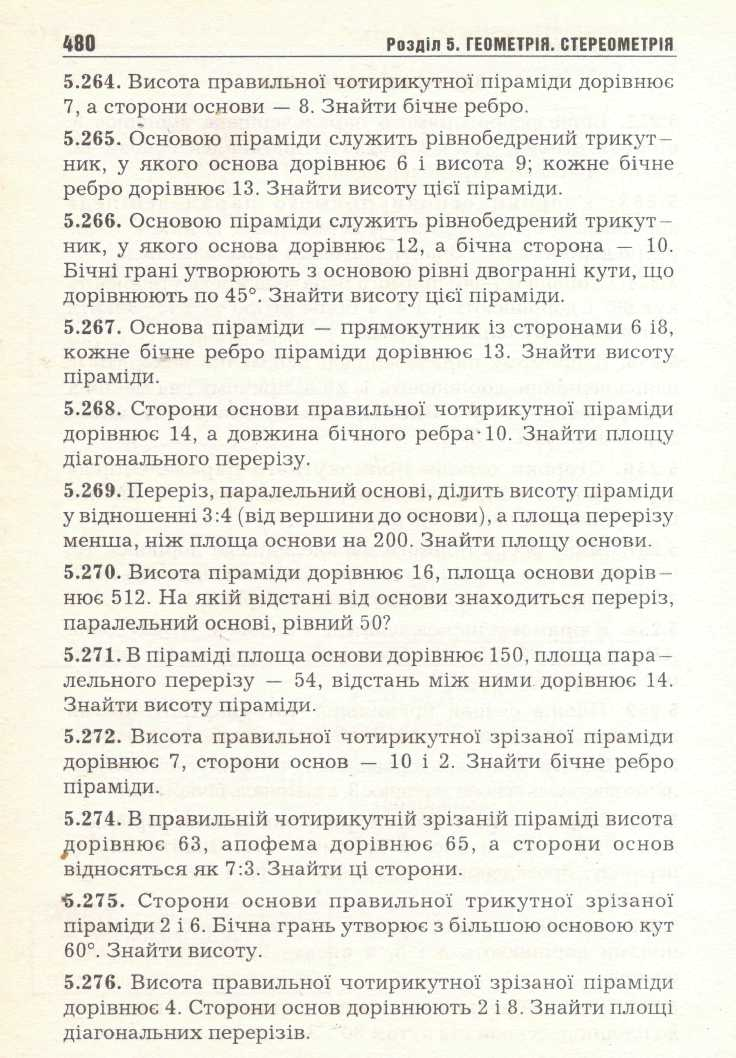 480 Розділ 5. ГЕОМЕТРІЯ. СТЕРЕОМЕТРІЯ
5.264. Висота правильної чотирикутної піраміди дорівнює
7, а сторони основи — 8. Знайти бічне ребро.
5.265. Основою піраміди служить рівнобедрений трикут–
ник, у якого основа дорівнює 6 і висота 9; кожне бічне
ребро дорівнює 13. Знайти висоту цієї піраміди.
5.266. Основою піраміди служить рівнобедрений трикут–
ник, у якого основа дорівнює 12, а бічна сторона — 10.
Бічні грані утворюють з основою рівні двогранні кути, що
дорівнюють по 45°. Знайти висоту цієї піраміди.
5.267. Основа піраміди — прямокутник із сторонами 6 і8,
кожне бічне ребро піраміди дорівнює 13. Знайти висоту
піраміди.
5.268. Сторони основи правильної чотирикутної піраміди
дорівнює 14, а довжина бічного ребра 10. Знайти площу
діагонального перерізу.
5.269. Переріз, паралельний основі, ділить висоту піраміди
у відношенні 3:4 (від вершини до основи), а площа перерізу
менша, ніж площа основи на 200. Знайти площу основи.
5.270. Висота піраміди дорівнює 16, площа основи дорів–
нює 512. На якій відстані від основи знаходиться переріз,
паралельний основі, рівний 50?
5.271. В піраміді площа основи дорівнює 150, площа пара–
лельного перерізу — 54, відстань між ними дорівнює 14.
Знайти висоту піраміди.
5.272. Висота правильної чотирикутної зрізаної піраміди
дорівнює 7, сторони основ — 10 і 2. Знайти бічне ребро
піраміди.
5.274. В правильній чотирикутній зрізаній піраміді висота
дорівнює 63, апофема дорівнює 65, а сторони основ
відносяться як 7:3. Знайти ці сторони.
5.275. Сторони основи правильної трикутної зрізаної
піраміди 2 і 6. Бічна грань утворює з більшою основою кут
60°. Знайти висоту.
5.276. Висота правильної чотирикутної зрізаної піраміди
дорівнює 4. Сторони основ дорівнюють 2 і 8. Знайти площі
діагональних перерізів.